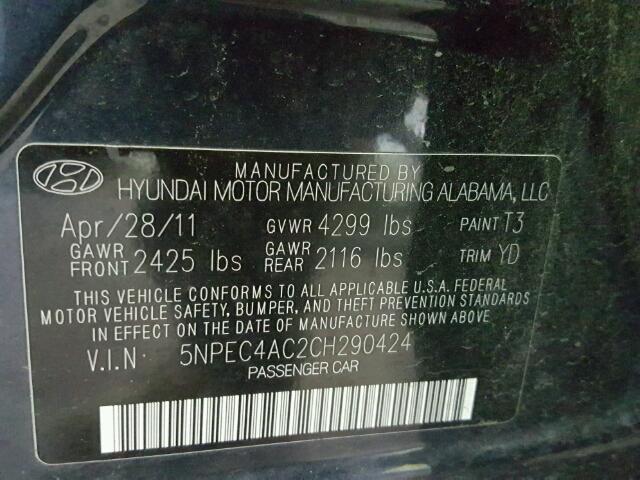 MANUFACTURED BY
HYUNDAI MOTOR MANUFACTURING ALABAMA, LLC
Apr/28/11 GVWR 4299 lbs PAINT T3
GAWR FRONT 2425 lbs GAWR REAR 2116 lbs TRIM YD
THIS VEHICLE CONFORMS TO ALL APPLICABLE U.S.A. FEDERAL
MOTOR VEHICLE SAFETY, BUMPER, AND THEFT PREVENTION STANDARDS
IN EFFECT ON THE DATE OF MANUFACTURE SHOWN ABOVE.
V.I.N: 5NPEC4AC2CH290424
PASSENGER CAR